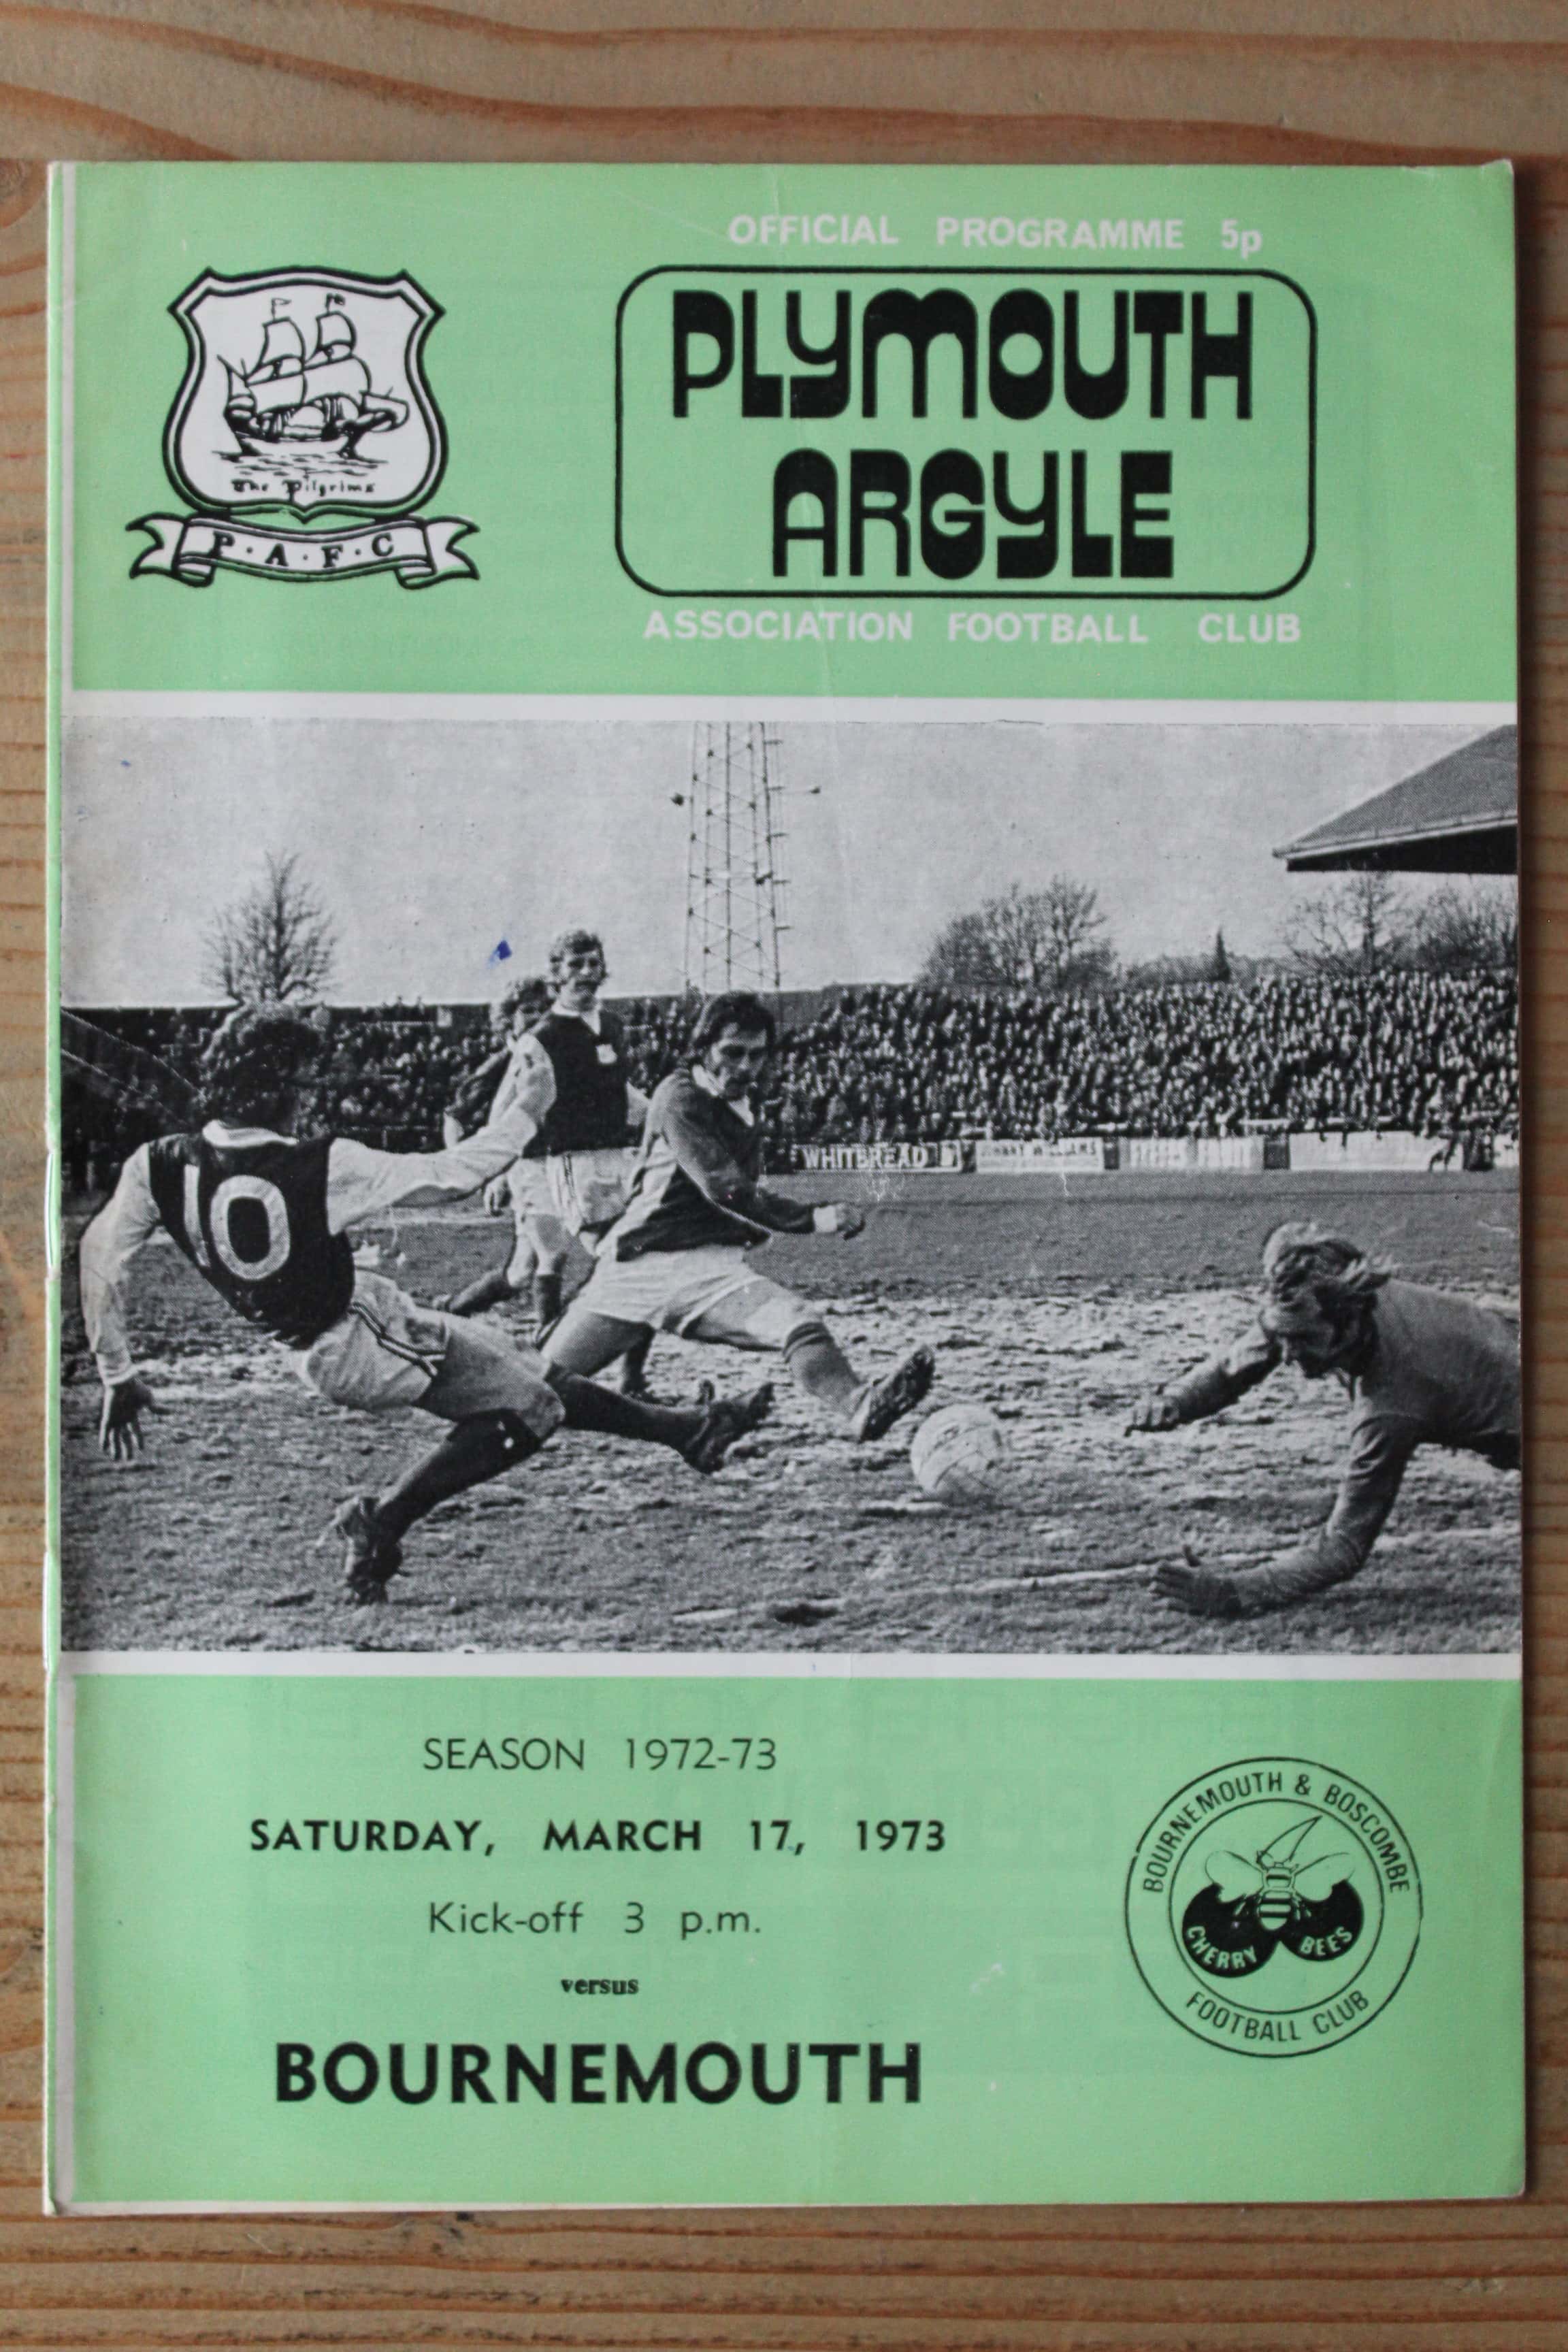 OFFICIAL PROGRAMME 5p
PLYMOUTH
ARGYLE
ASSOCIATION FOOTBALL CLUB
The Pilgrims
P·A·F·C
10
WHITBREAD
SEASON 1972-73
SATURDAY, MARCH 17, 1973
Kick-off 3 p.m.
versus
BOURNEMOUTH
BOURNEMOUTH & BOSCOMBE
CHERRY BEES
FOOTBALL CLUB